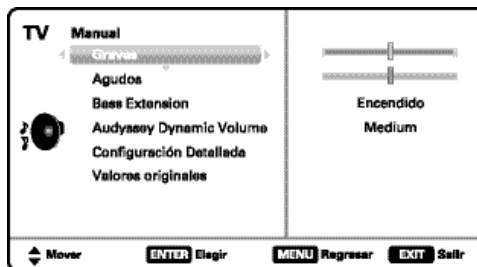 TV Manual
Graves
Agudos
Bass Extension
Encendido
Audyssey Dynamic Volume
Medium
Configuración Detallada
Valores originales
Mover ENTER Elegir MENU Regresar EXIT Salir